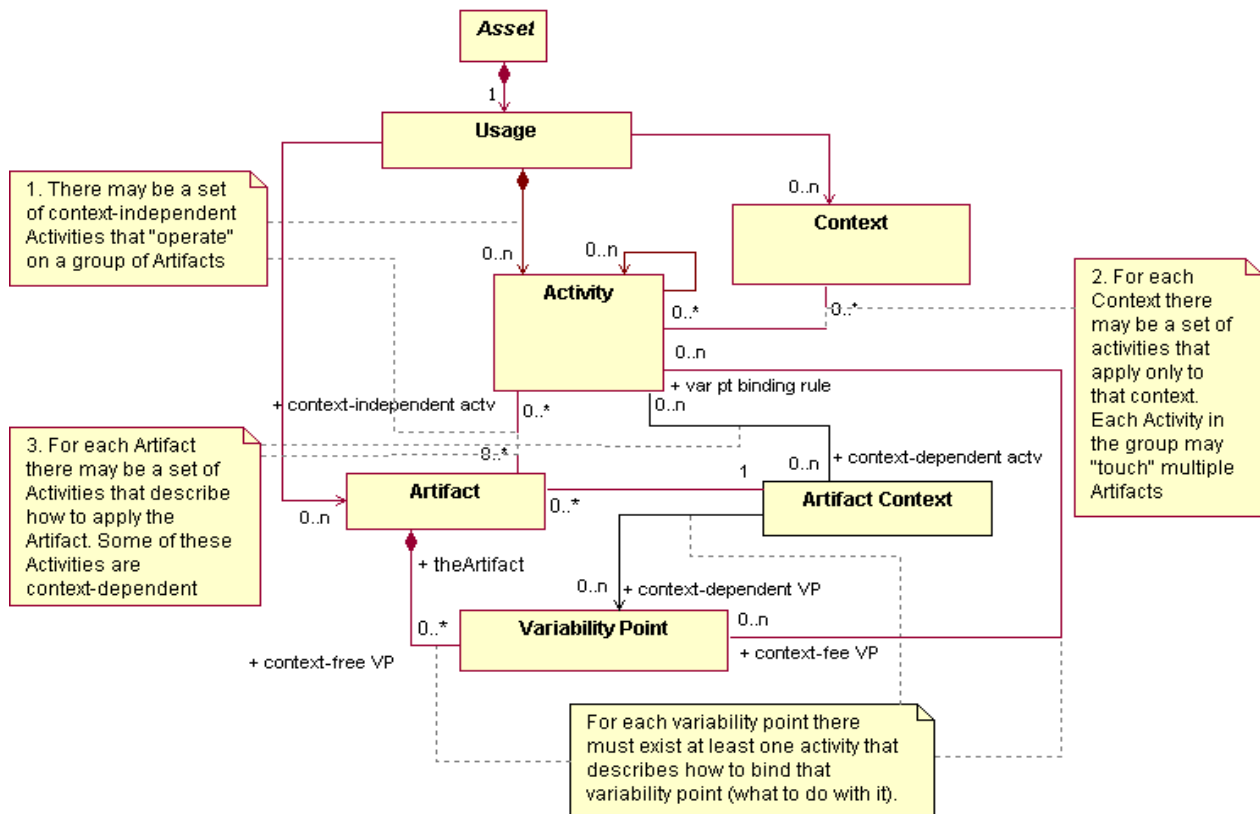 Asset
1
Usage
1. There may be a set
of context-independent
Activities that "operate"
on a group of Artifacts
0..n
Context
0..n
0..n
Activity
0..*
0..*
2. For each
Context there
may be a set of
activities that
apply only to
that context.
Each Activity in
the group may
"touch" multiple
Artifacts
0..n
+ var pt binding rule
+ context-independent actv
0..*
0..n
3. For each Artifact
there may be a set of
Activities that describe
how to apply the
Artifact. Some of these
Activities are
context-dependent
0..*
1
0..n
+ context-dependent actv
Artifact
0..n
0..*
Artifact Context
+ theArtifact
0..n
+ context-dependent VP
0..*
Variability Point
0..n
+ context-free VP
+ context-fee VP
For each variability point there
must exist at least one activity that
describes how to bind that
variability point (what to do with it).